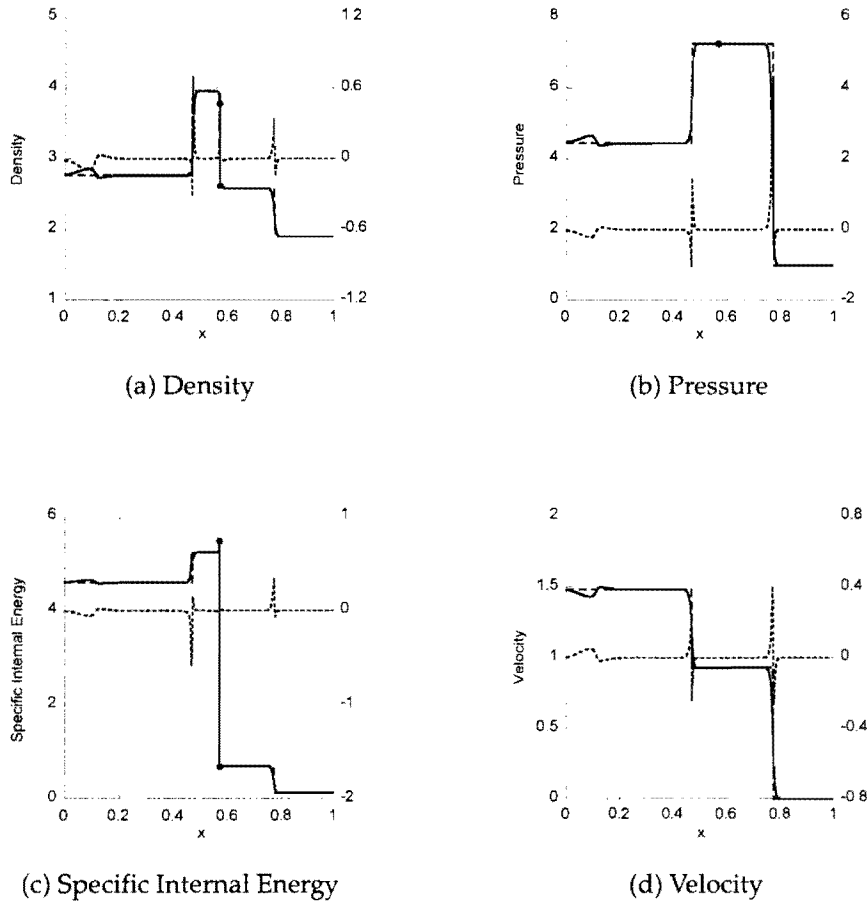 5
4
3
2
1
Density
1.2
0.6
0
-0.6
-1.2
0 0.2 0.4 0.6 0.8 1
x
(a) Density
8
6
4
2
0
Pressure
6
4
2
0
-2
0 0.2 0.4 0.6 0.8 1
x
(b) Pressure
6
4
2
0
Specific Internal Energy
1
0
-1
-2
0 0.2 0.4 0.6 0.8 1
x
(c) Specific Internal Energy
2
1.5
1
0.5
0
Velocity
0.8
0.4
0
-0.4
-0.8
0 0.2 0.4 0.6 0.8 1
x
(d) Velocity